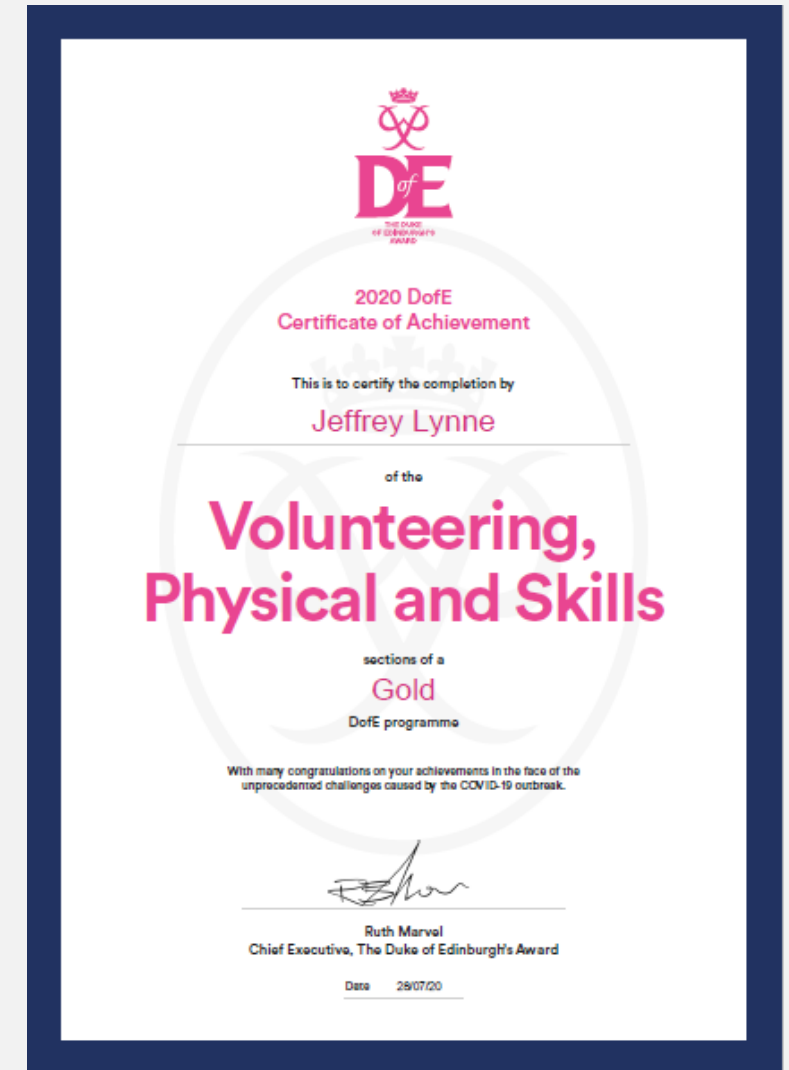 DofE
THE DUKE
OF EDINBURGH'S
AWARD
2020 DofE
Certificate of Achievement
This is to certify the completion by
Jeffrey Lynne
of the
Volunteering,
Physical and Skills
sections of a
Gold
DofE programme
With many congratulations on your achievements in the face of the
unprecedented challenges caused by the COVID-19 outbreak.
Ruth Marvel
Chief Executive, The Duke of Edinburgh's Award
Date 28/07/20